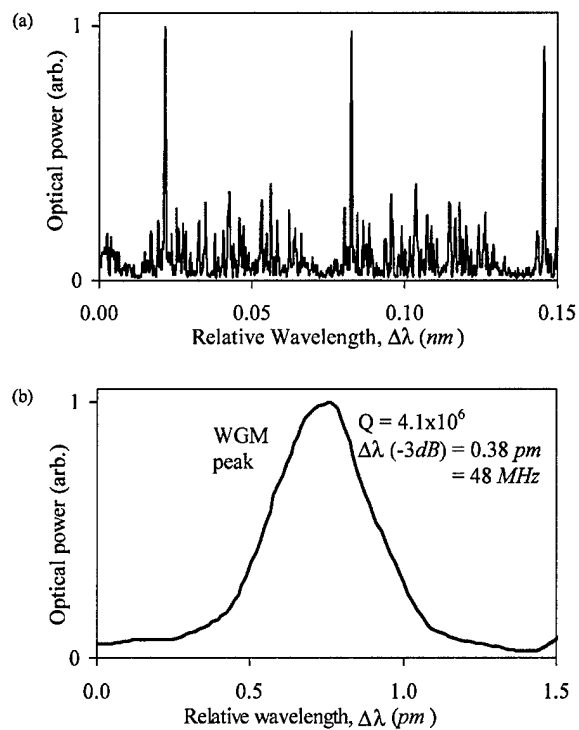 (a)
1
Optical power (arb.)
0
0.00 0.05 0.10 0.15
Relative Wavelength, Δλ (nm)
(b)
1
WGM
peak
Q = 4.1x10⁶
Δλ (-3dB) = 0.38 pm
= 48 MHz
Optical power (arb.)
0
0.0 0.5 1.0 1.5
Relative wavelength, Δλ (pm)